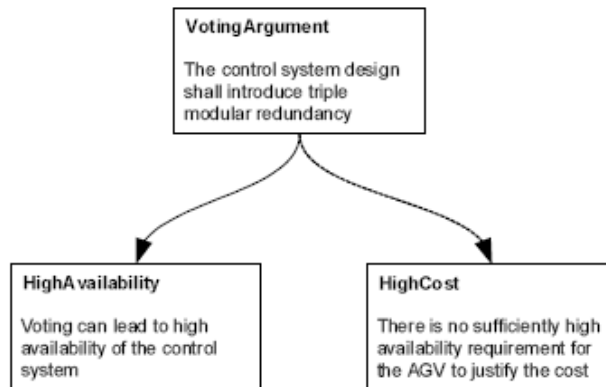 VotingArgument
The control system design
shall introduce triple
modular redundancy
HighAvailability
Voting can lead to high
availability of the control
system
HighCost
There is no sufficiently high
availability requirement for
the AGV to justify the cost